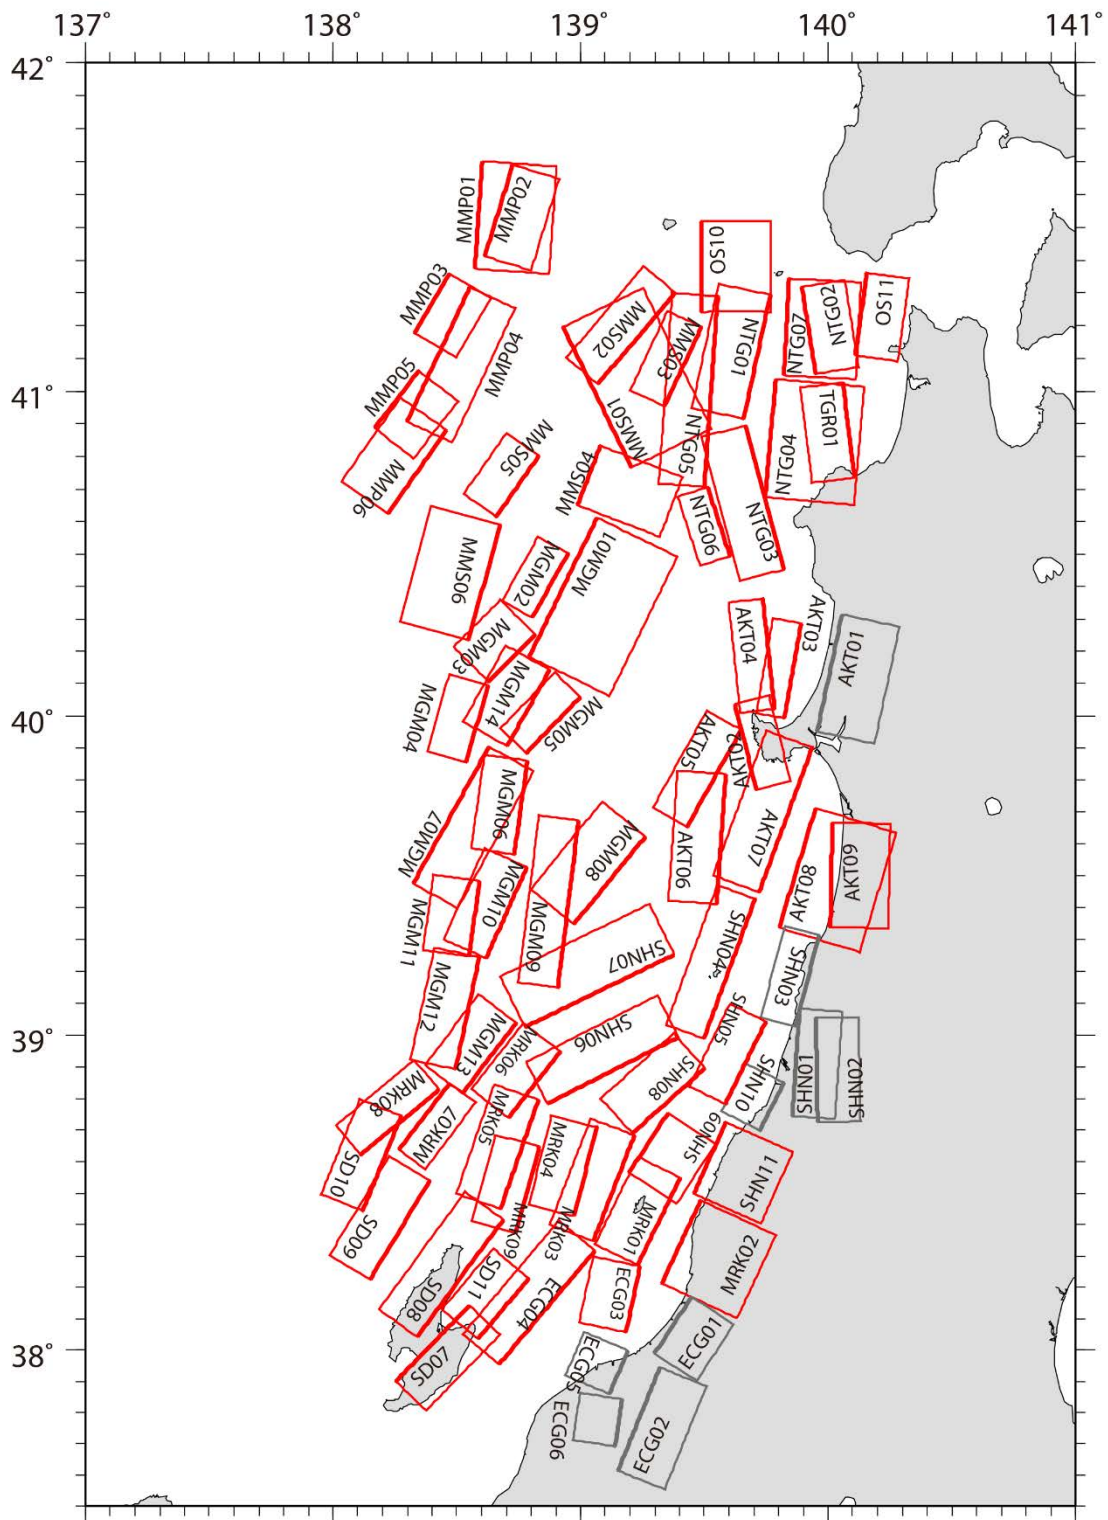 137° 138° 139° 140° 141°
42°
MMP01
MMP02
OS10
MMP03
OS11
MMS02
NTG02
MMS03
NTG01
NTG07
MMP04
41°
MMP05
MMS01
TGR01
NTG05
MMS05
NTG04
MMS04
MMP06
NTG06
NTG03
MMS06
MGM02
MGM01
MGM03
AKT04
AKT03
AKT01
MGM14
MGM04
MGM05
40°
AKT05
AKT02
MGM06
MGM07
MGM08
AKT07
AKT06
AKT09
AKT08
MGM10
MGM11
MGM09
SHN04
SHN07
SHN03
MGM12
39°
SHN05
SHN06
MGM13
MRK06
SHN08
SHN10
SHN01
SHN02
MRK08
MRK07
MRK05
SHN09
MRK04
SD10
SHN11
MRK09
MRK03
MRK01
SD09
MRK02
SD11
ECG03
SD08
ECG04
38°
ECG01
SD07
ECG05
ECG06
ECG02